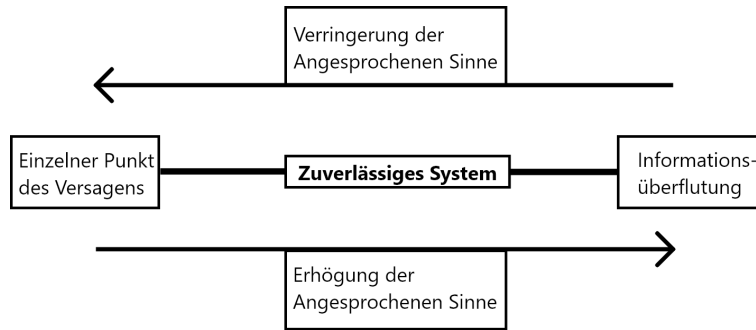 Verringerung der
Angesprochenen Sinne
Einzelner Punkt
des Versagens
Zuverlässiges System
Informations-
überflutung
Erhögung der
Angesprochenen Sinne